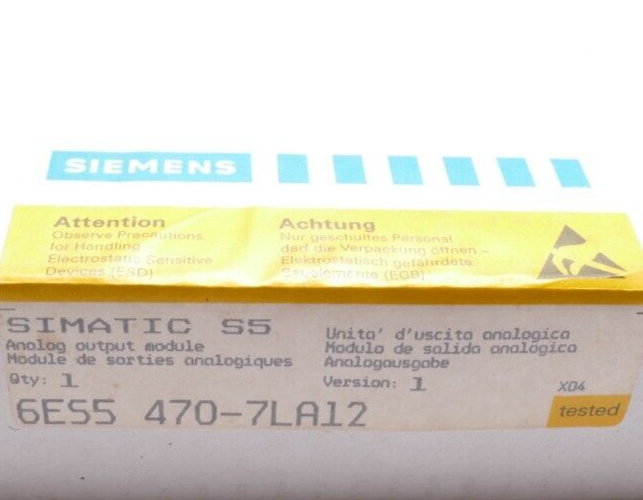 SIEMENS
Attention
Observe Precautions
for Handling
Electrostatic Sensitive
Devices (ESD)
Achtung
Nur geschultes Personal
darf die Verpackung öffnen -
Elektrostatisch gefährdete
Bauelemente (EGB)
SIMATIC S5
Analog output module
Module de sorties analogiques
Qty: 1
Unita' d'uscita analogica
Modulo de salida analogica
Analogausgabe
Version: 1
X04
6ES5 470-7LA12
tested